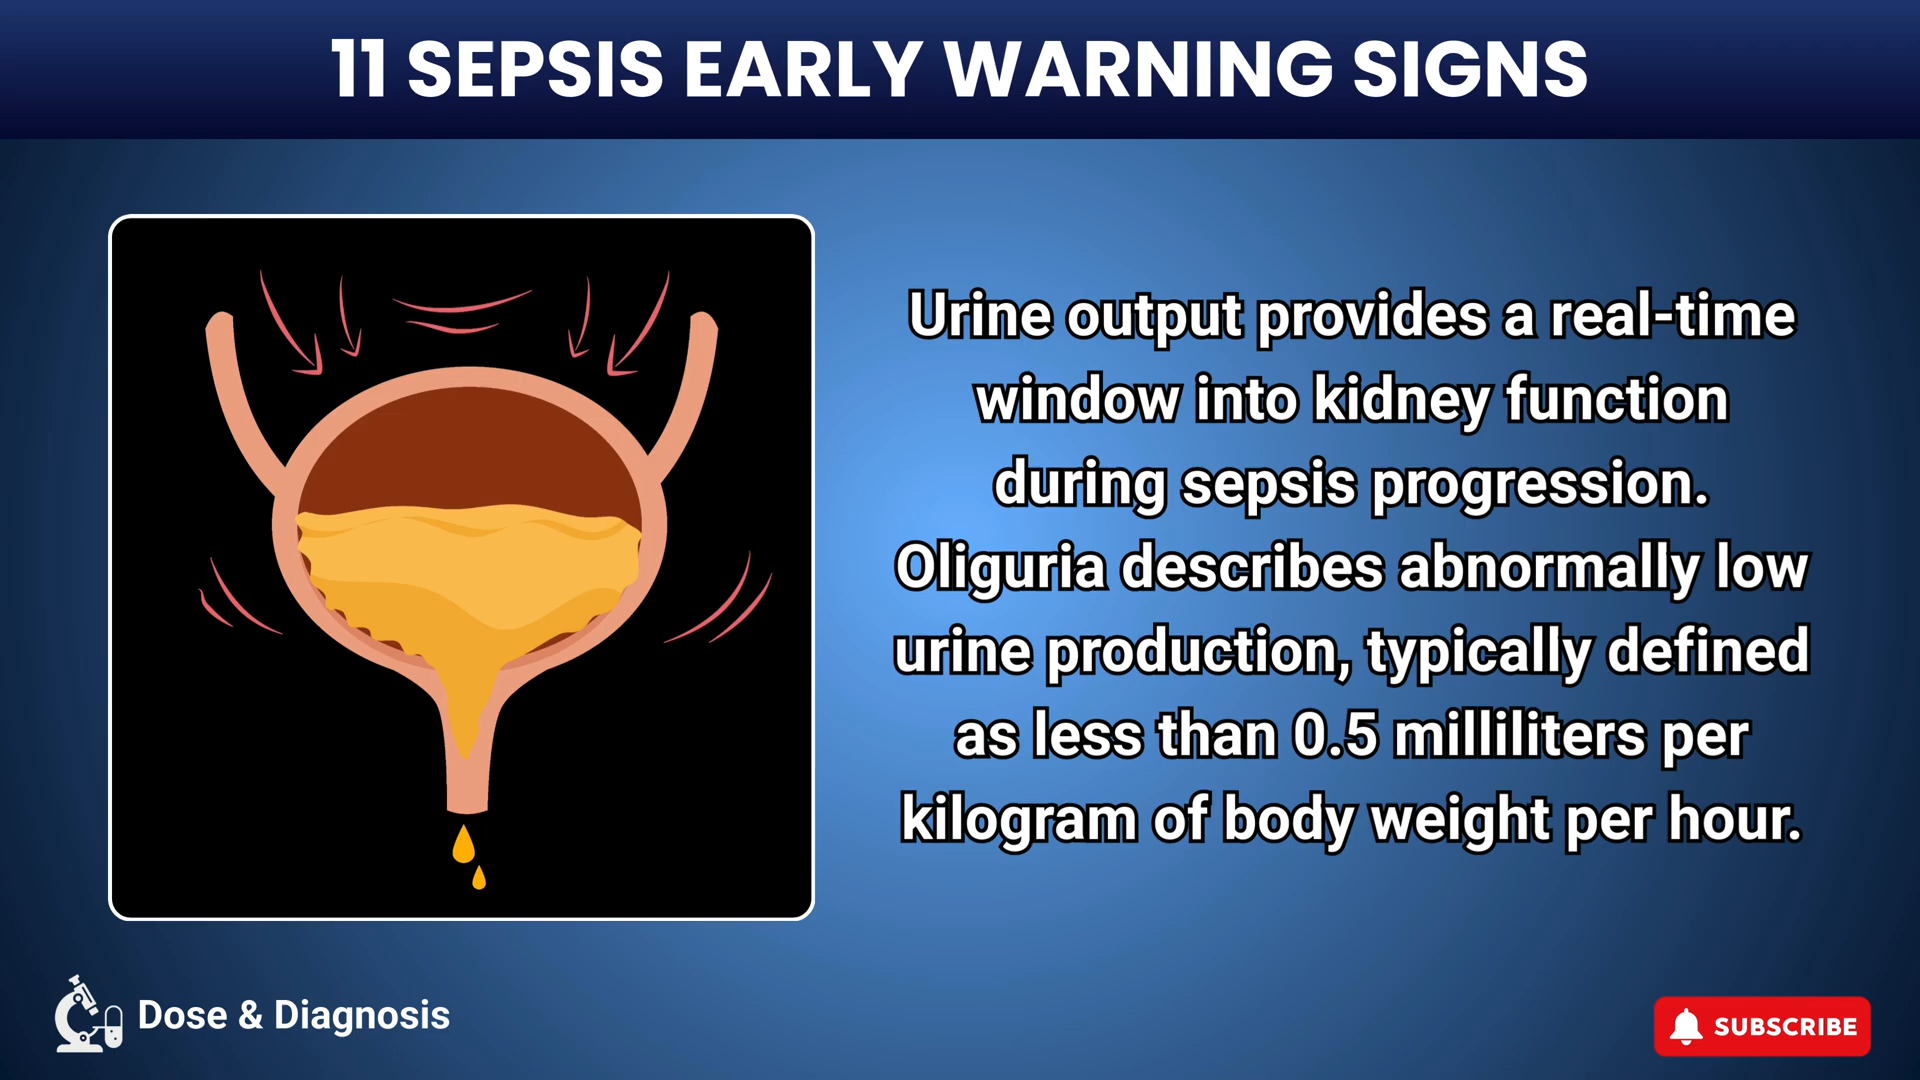 11 SEPSIS EARLY WARNING SIGNS
Urine output provides a real-time
window into kidney function
during sepsis progression.
Oliguria describes abnormally low
urine production, typically defined
as less than 0.5 milliliters per
kilogram of body weight per hour.
Dose & Diagnosis
SUBSCRIBE